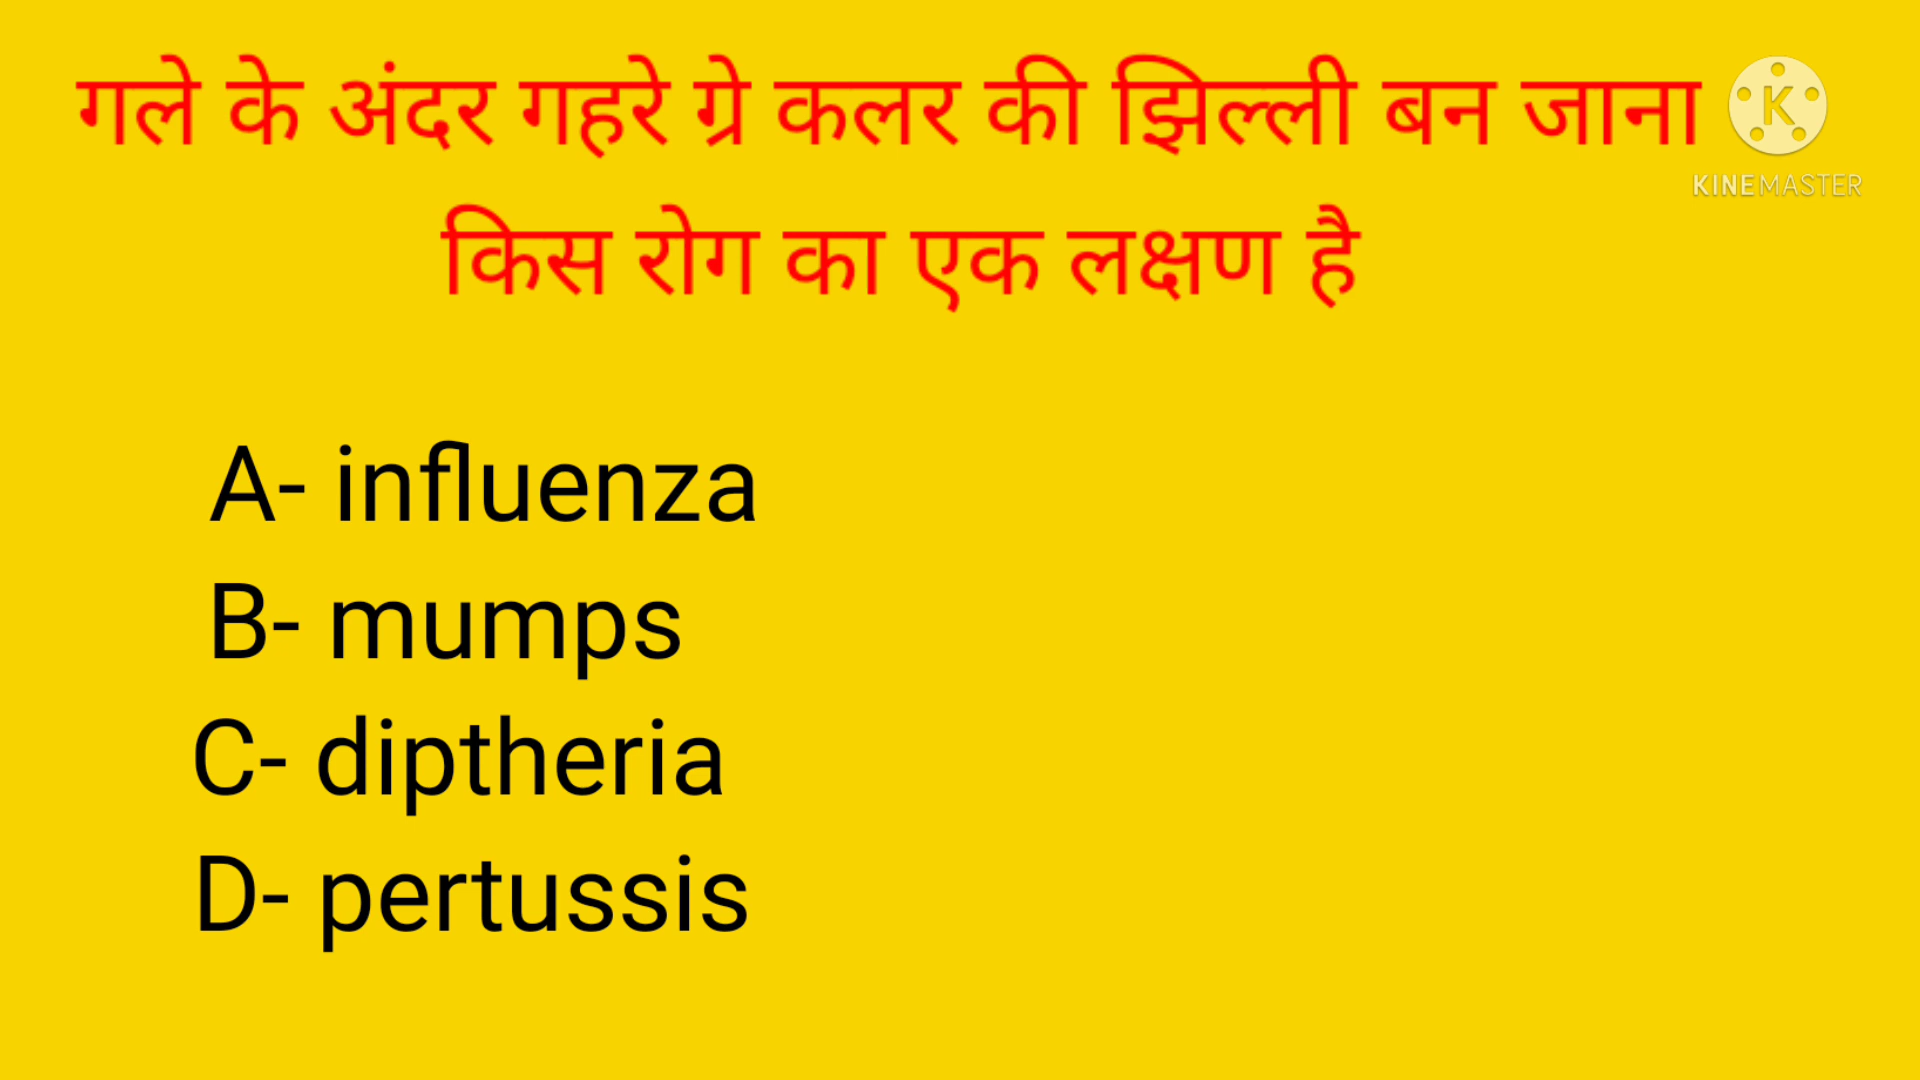 गले के अंदर गहरे ग्रे कलर की झिल्ली बन जाना
किस रोग का एक लक्षण है
K
KINEMASTER
A- influenza
B- mumps
C- diptheria
D- pertussis